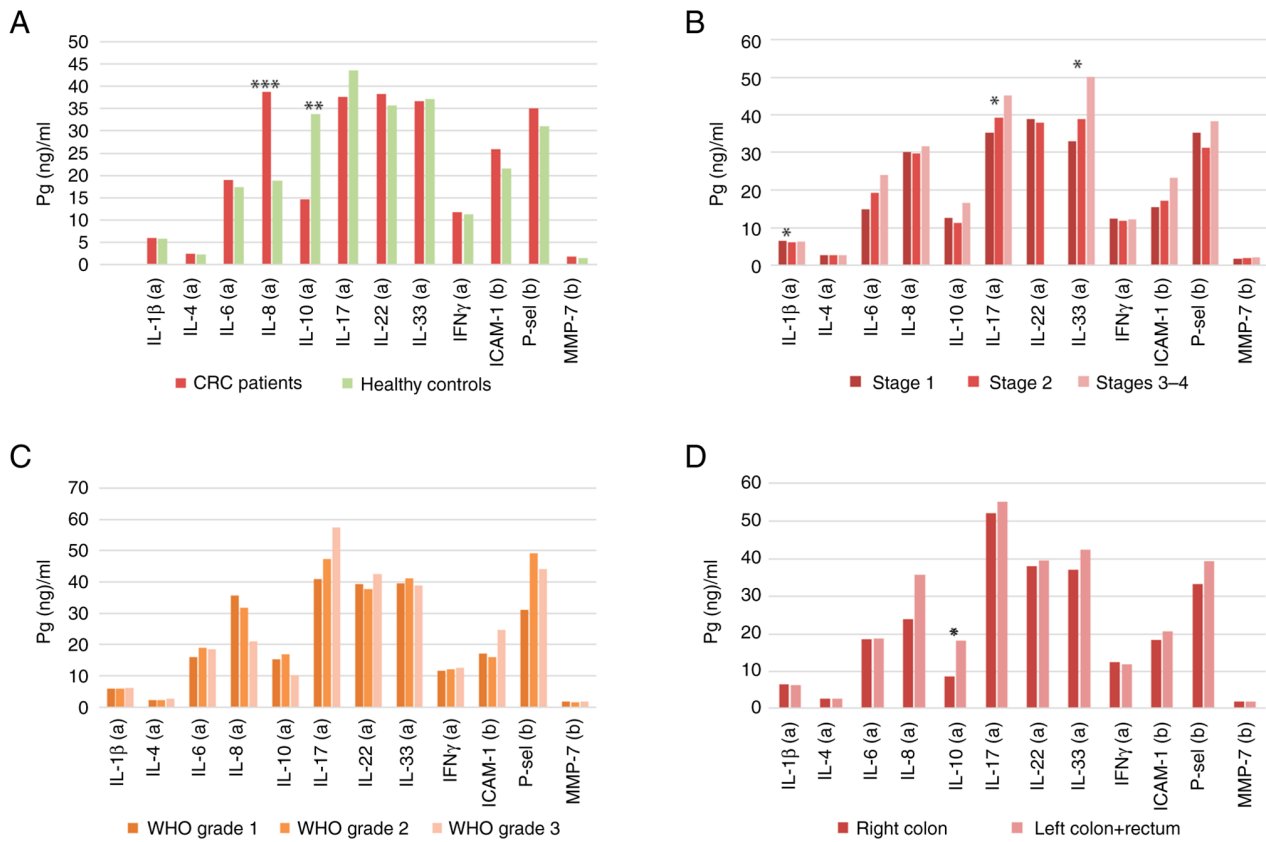 A
50
45
40
35
30
25
20
15
10
5
0
Pg (ng)/ml
***
**
IL-1β (a)
IL-4 (a)
IL-6 (a)
IL-8 (a)
IL-10 (a)
IL-17 (a)
IL-22 (a)
IL-33 (a)
IFNγ (a)
ICAM-1 (b)
P-sel (b)
MMP-7 (b)
CRC patients
Healthy controls
B
60
50
40
30
20
10
0
Pg (ng)/ml
*
*
*
IL-1β (a)
IL-4 (a)
IL-6 (a)
IL-8 (a)
IL-10 (a)
IL-17 (a)
IL-22 (a)
IL-33 (a)
IFNγ (a)
ICAM-1 (b)
P-sel (b)
MMP-7 (b)
Stage 1
Stage 2
Stages 3–4
C
70
60
50
40
30
20
10
0
Pg (ng)/ml
IL-1β (a)
IL-4 (a)
IL-6 (a)
IL-8 (a)
IL-10 (a)
IL-17 (a)
IL-22 (a)
IL-33 (a)
IFNγ (a)
ICAM-1 (b)
P-sel (b)
MMP-7 (b)
WHO grade 1
WHO grade 2
WHO grade 3
D
60
50
40
30
20
10
0
Pg (ng)/ml
*
IL-1β (a)
IL-4 (a)
IL-6 (a)
IL-8 (a)
IL-10 (a)
IL-17 (a)
IL-22 (a)
IL-33 (a)
IFNγ (a)
ICAM-1 (b)
P-sel (b)
MMP-7 (b)
Right colon
Left colon+rectum